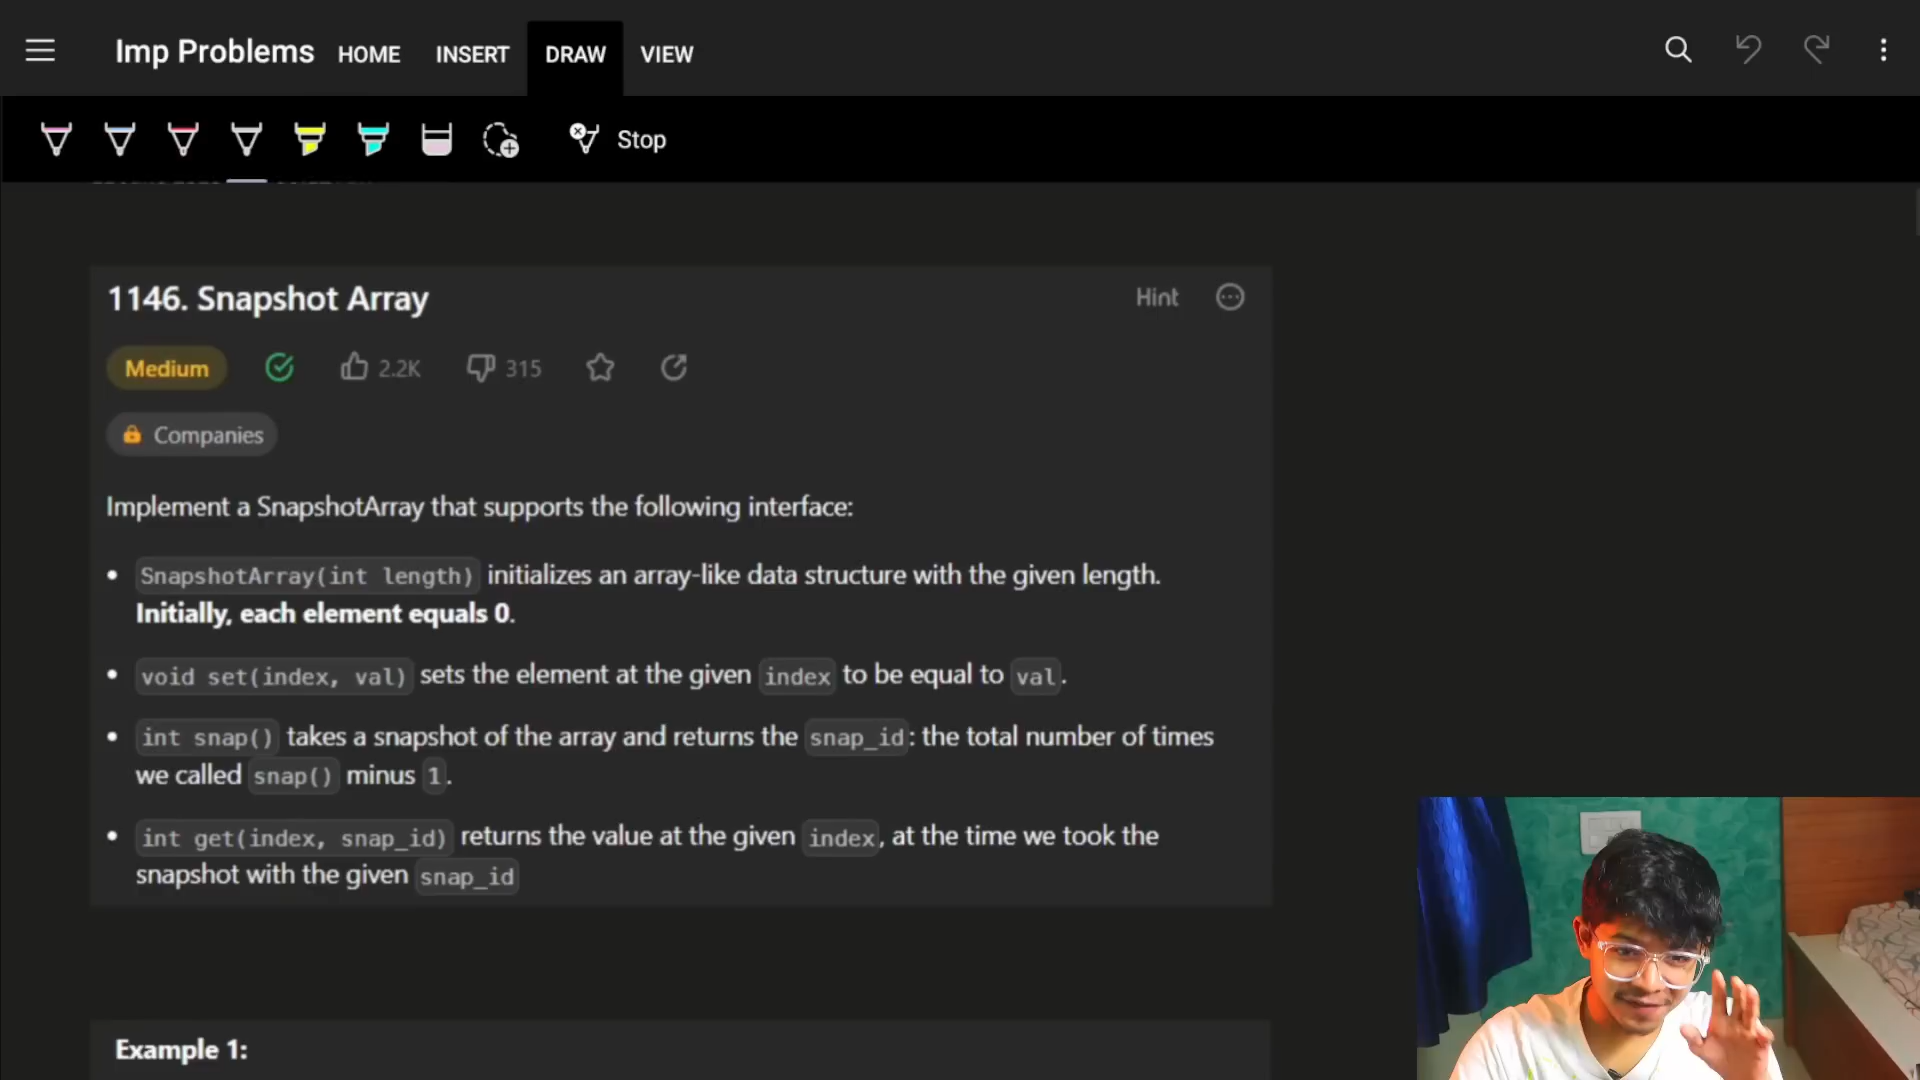 Imp Problems HOME INSERT DRAW VIEW
Stop
1146. Snapshot Array Hint
Medium 2.2K 315
Companies
Implement a SnapshotArray that supports the following interface:
• SnapshotArray(int length) initializes an array-like data structure with the given length.
Initially, each element equals 0.
• void set(index, val) sets the element at the given index to be equal to val.
• int snap() takes a snapshot of the array and returns the snap_id: the total number of times
we called snap() minus 1.
• int get(index, snap_id) returns the value at the given index, at the time we took the
snapshot with the given snap_id
Example 1: